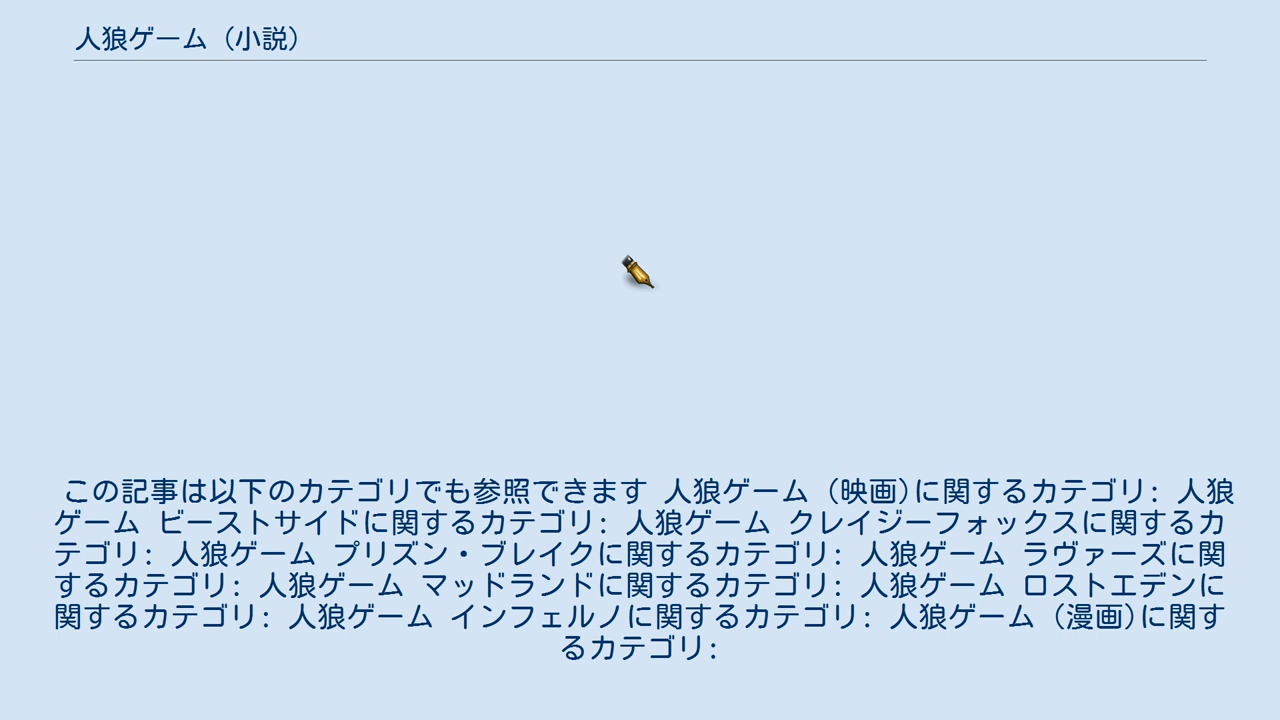 人狼ゲーム（小説）
この記事は以下のカテゴリでも参照できます 人狼ゲーム (映画)に関するカテゴリ: 人狼
ゲーム ビーストサイドに関するカテゴリ: 人狼ゲーム クレイジーフォックスに関するカ
テゴリ: 人狼ゲーム プリズン・ブレイクに関するカテゴリ: 人狼ゲーム ラヴァーズに関
するカテゴリ: 人狼ゲーム マッドランドに関するカテゴリ: 人狼ゲーム ロストエデンに
関するカテゴリ: 人狼ゲーム インフェルノに関するカテゴリ: 人狼ゲーム (漫画)に関す
るカテゴリ: